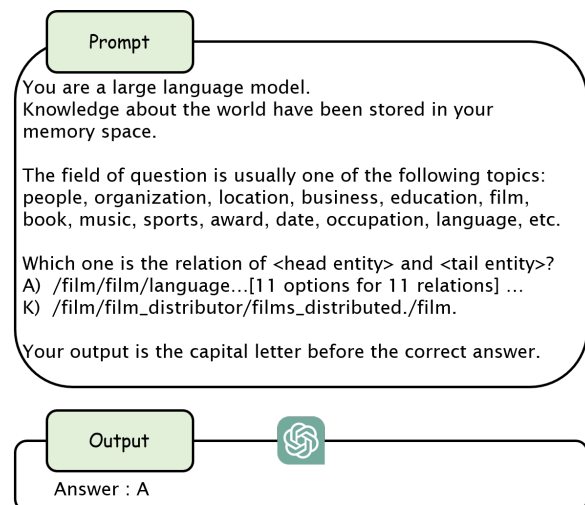 Prompt
You are a large language model.
Knowledge about the world have been stored in your
memory space.
The field of question is usually one of the following topics:
people, organization, location, business, education, film,
book, music, sports, award, date, occupation, language, etc.
Which one is the relation of <head entity> and <tail entity>?
A) /film/film/language...[11 options for 11 relations] ...
K) /film/film_distributor/films_distributed./film.
Your output is the capital letter before the correct answer.
Output
Answer : A